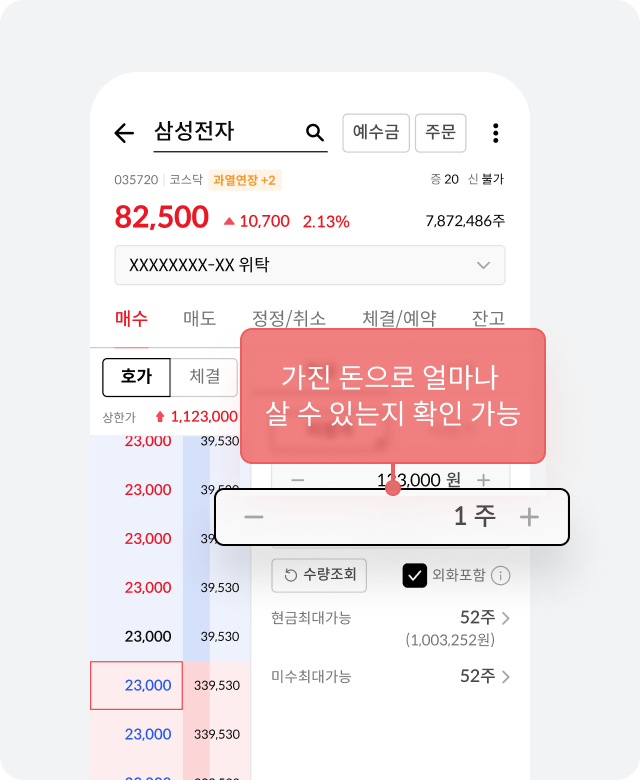 삼성전자
예수금 주문
035720 코스닥 과열연장 +2 증 20 신 불가
82,500 ▲ 10,700 2.13% 7,872,486주
XXXXXXXX-XX 위탁
매수 매도 정정/취소 체결/예약 잔고
호가 체결
가진 돈으로 얼마나
살 수 있는지 확인 가능
상한가 1,123,000
23,000 39,530
23,000
− 원 +
− 1 주 +
23,000
23,000 39,530
수량조회 외화포함
현금최대가능 52주
(1,003,252원)
23,000 39,530
23,000 339,530
미수최대가능 52주
23,000 339,530